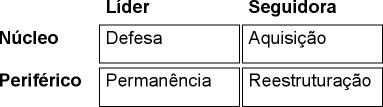 Líder Seguidora
Núcleo Defesa Aquisição
Periférico Permanência Reestruturação